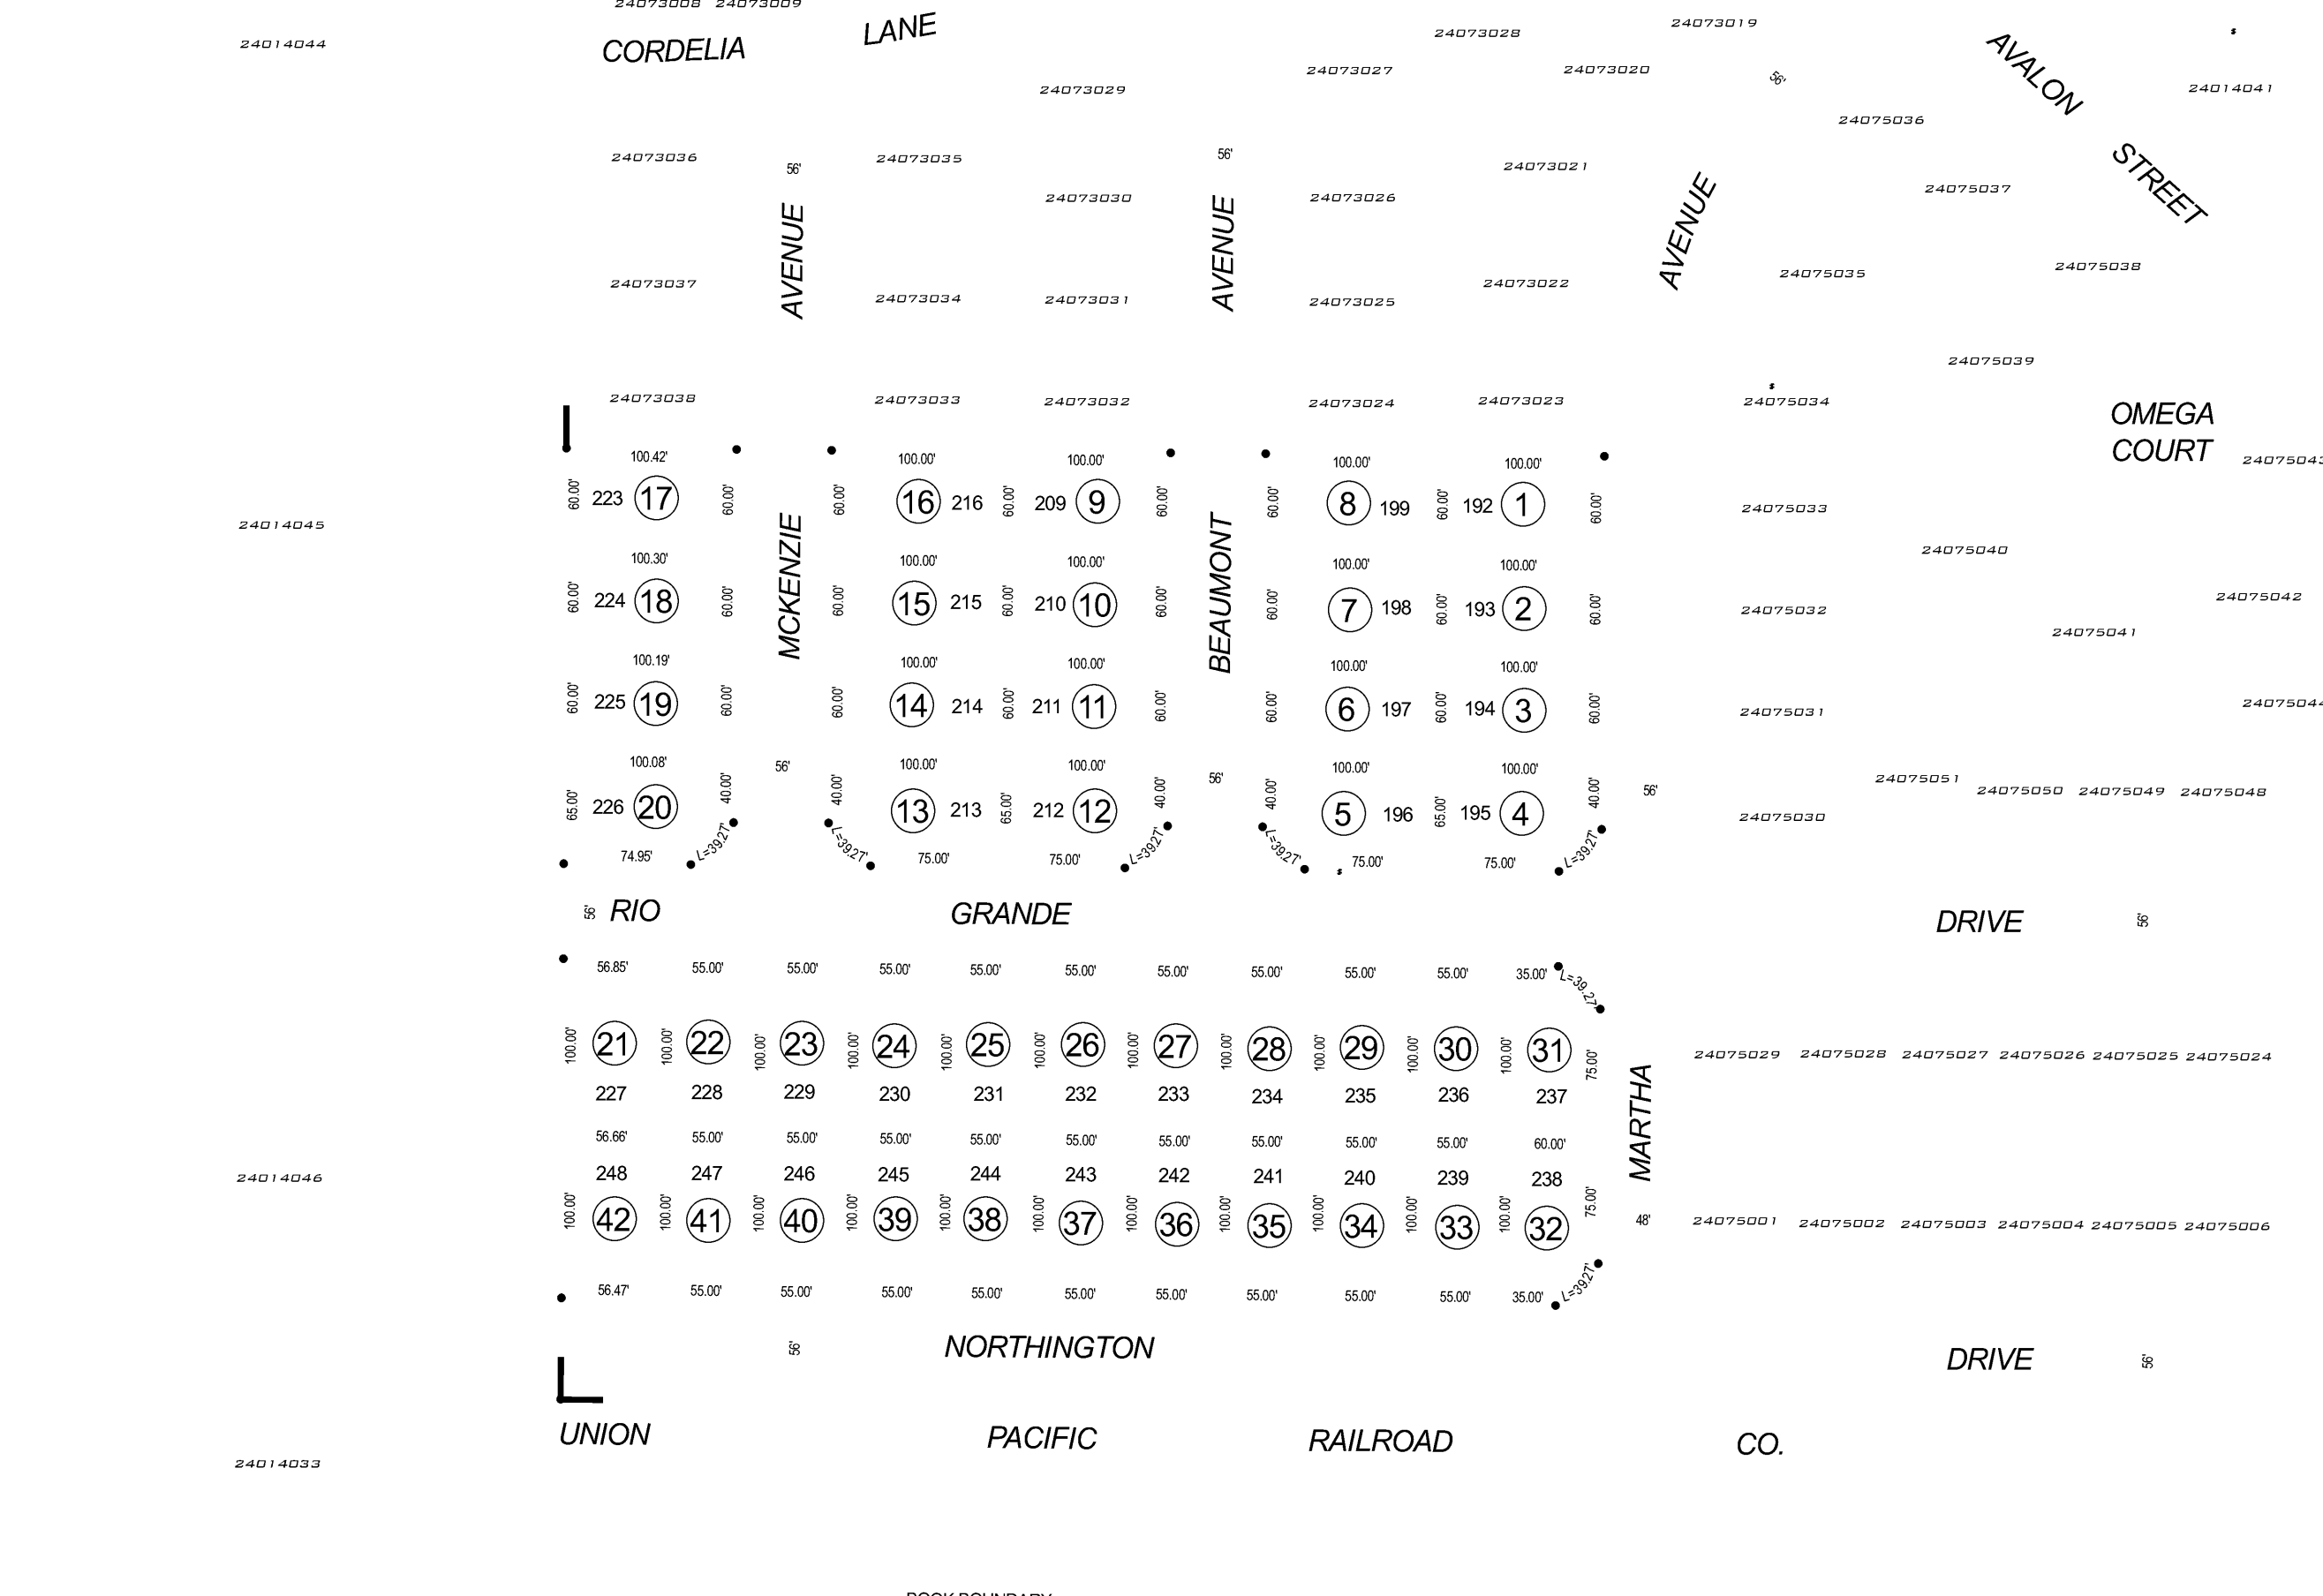 24073008 24073009
24014044
CORDELIA
LANE
24073028
24073019
24073027
24073020
56'
AVALON
STREET
24014041
24073029
24075036
24073036
56'
24073035
56'
24073021
24075037
24073030
24073026
AVENUE
AVENUE
AVENUE
24075038
24075035
24073037
24073034
24073031
24073025
24073022
24075039
24073038
24073033
24073032
24073024
24073023
24075034
OMEGA
COURT
24075043
100.42'
100.00'
100.00'
100.00'
100.00'
60.00' 223 17 60.00'
60.00' 16 216 60.00' 209 9 60.00'
60.00' 8 199 60.00' 192 1 60.00'
24075033
24014045
MCKENZIE
BEAUMONT
24075040
100.30'
100.00'
100.00'
100.00'
100.00'
60.00' 224 18 60.00'
60.00' 15 215 60.00' 210 10 60.00'
60.00' 7 198 60.00' 193 2 60.00'
24075032
24075042
24075041
100.19'
100.00'
100.00'
100.00'
100.00'
60.00' 225 19 60.00'
60.00' 14 214 60.00' 211 11 60.00'
60.00' 6 197 60.00' 194 3 60.00'
24075031
24075044
100.08'
56'
100.00'
100.00'
56'
100.00'
100.00'
56'
24075051
24075050 24075049 24075048
65.00' 226 20 40.00'
40.00' 13 213 65.00' 212 12 40.00'
40.00' 5 196 65.00' 195 4 40.00'
24075030
74.95' L=39.27'
L=39.27' 75.00' 75.00' L=39.27'
L=39.27' 75.00' 75.00' L=39.27'
56' RIO GRANDE DRIVE 56'
56.85' 55.00' 55.00' 55.00' 55.00' 55.00' 55.00' 55.00' 55.00' 55.00' 35.00' L=39.27'
100.00' 21 100.00' 22 100.00' 23 100.00' 24 100.00' 25 100.00' 26 100.00' 27 100.00' 28 100.00' 29 100.00' 30 100.00' 31 75.00'
24075029 24075028 24075027 24075026 24075025 24075024
227 228 229 230 231 232 233 234 235 236 237
MARTHA
56.66' 55.00' 55.00' 55.00' 55.00' 55.00' 55.00' 55.00' 55.00' 55.00' 60.00'
248 247 246 245 244 243 242 241 240 239 238
24014046
100.00' 42 100.00' 41 100.00' 40 100.00' 39 100.00' 38 100.00' 37 100.00' 36 100.00' 35 100.00' 34 100.00' 33 100.00' 32 75.00'
48' 24075001 24075002 24075003 24075004 24075005 24075006
56.47' 55.00' 55.00' 55.00' 55.00' 55.00' 55.00' 55.00' 55.00' 55.00' 35.00' L=39.27'
56' NORTHINGTON DRIVE 56'
UNION PACIFIC RAILROAD CO.
24014033
BOOK BOUNDARY